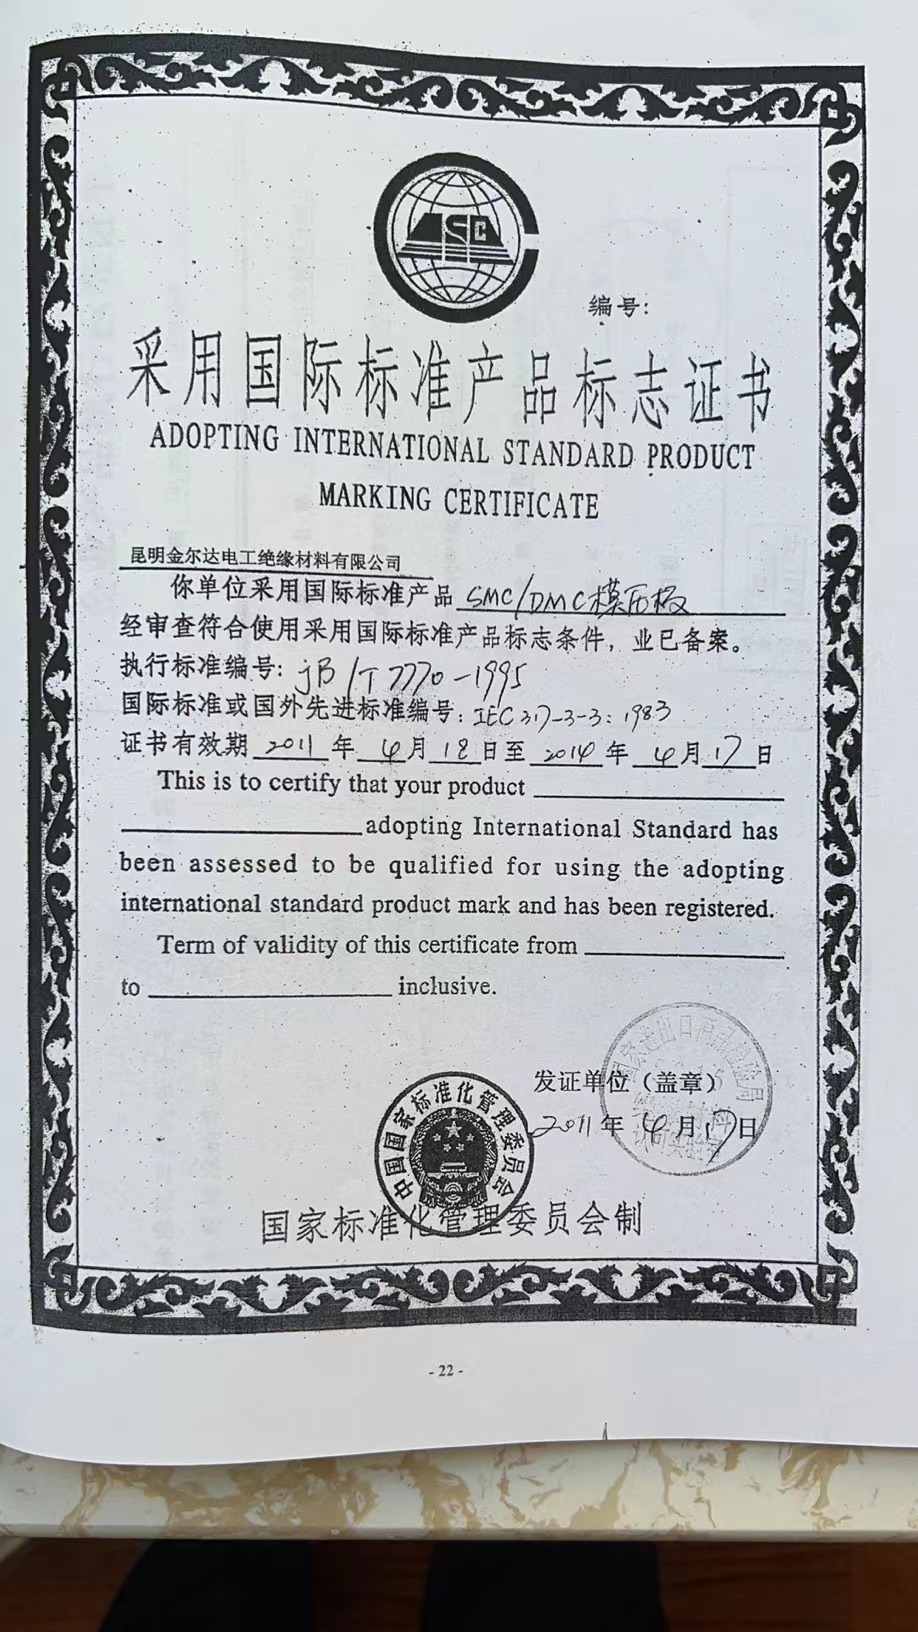 编号:
采用国际标准产品标志证书
ADOPTING INTERNATIONAL STANDARD PRODUCT
MARKING CERTIFICATE
昆明金尔达电工绝缘材料有限公司
你单位采用国际标准产品 SMC/DMC模压板
经审查符合使用采用国际标准产品标志条件，业已备案。
执行标准编号: JB/T 7770-1995
国际标准或国外先进标准编号: IEC 317-3-3: 1983
证书有效期 2011 年 4 月 18 日至 2014 年 4 月 17 日
This is to certify that your product
adopting International Standard has
been assessed to be qualified for using the adopting
international standard product mark and has been registered.
Term of validity of this certificate from
to inclusive.
发证单位（盖章）
2011 年 4 月 17 日
中国国家标准化管理委员会
国家标准化管理委员会制
- 22 -